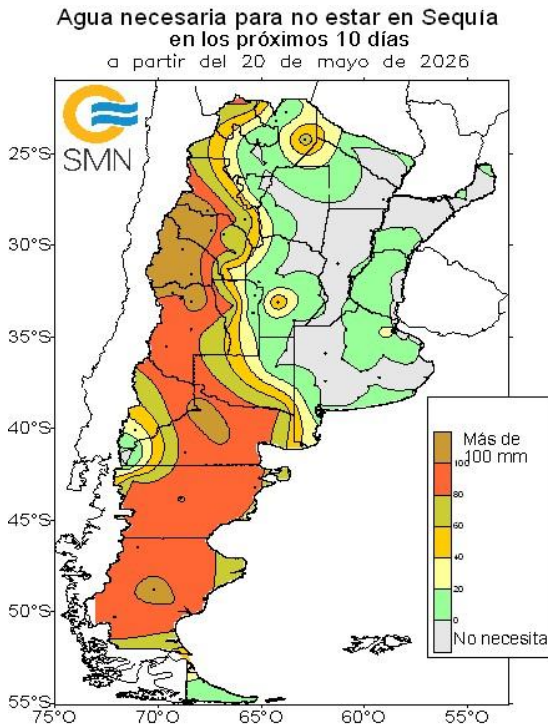 Agua necesaria para no estar en Sequía
en los próximos 10 días
a partir del 20 de mayo de 2026
SMN
25°S
30°S
35°S
40°S
45°S
50°S
55°S
75°O
70°O
65°O
60°O
55°O
Más de
100 mm
100
80
60
40
20
0
No necesita